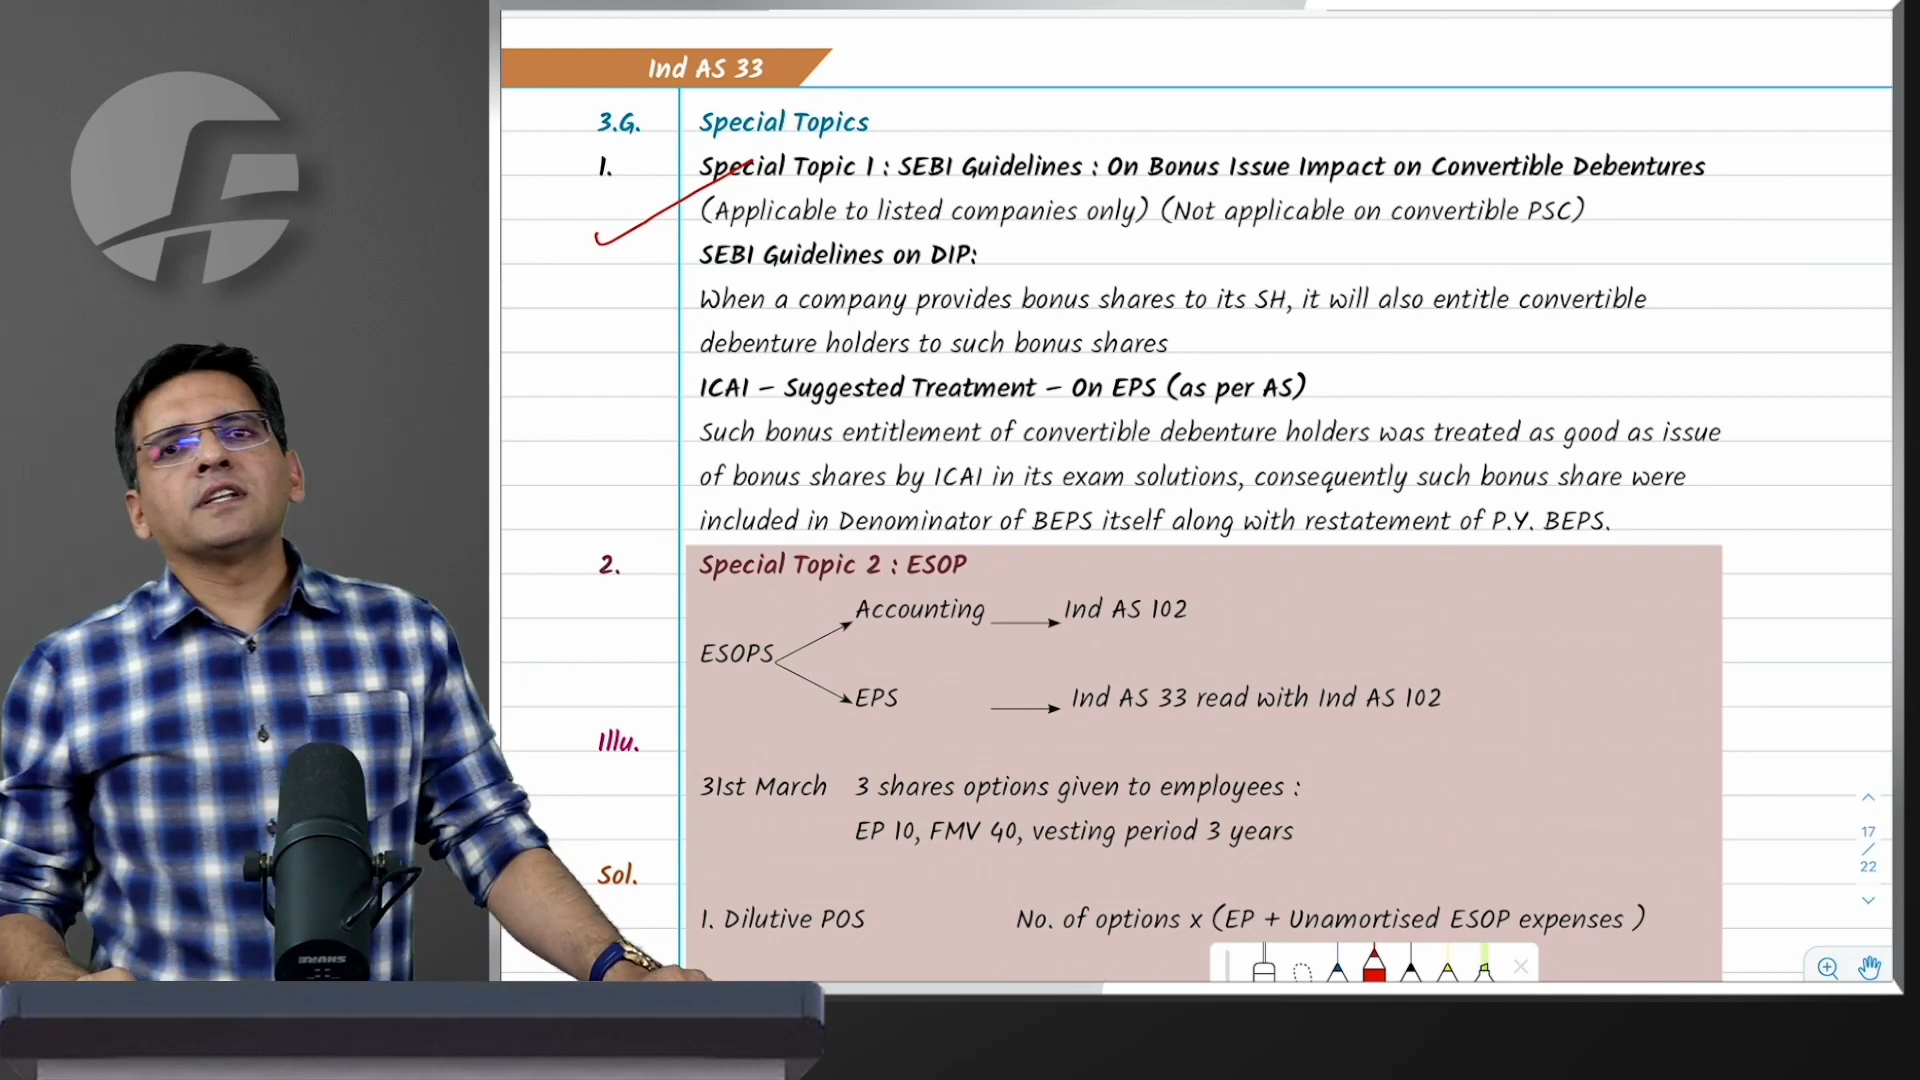 Ind AS 33
3.G. Special Topics
1. Special Topic 1 : SEBI Guidelines : On Bonus Issue Impact on Convertible Debentures
(Applicable to listed companies only) (Not applicable on convertible PSC)
SEBI Guidelines on DIP:
When a company provides bonus shares to its SH, it will also entitle convertible
debenture holders to such bonus shares
ICAI – Suggested Treatment – On EPS (as per AS)
Such bonus entitlement of convertible debenture holders was treated as good as issue
of bonus shares by ICAI in its exam solutions, consequently such bonus share were
included in Denominator of BEPS itself along with restatement of P.Y. BEPS.
2. Special Topic 2 : ESOP
Accounting Ind AS 102
ESOPS
EPS Ind AS 33 read with Ind AS 102
Illu.
31st March 3 shares options given to employees :
EP 10, FMV 40, vesting period 3 years
Sol.
1. Dilutive POS No. of options x (EP + Unamortised ESOP expenses )
17
/
22
SHURE